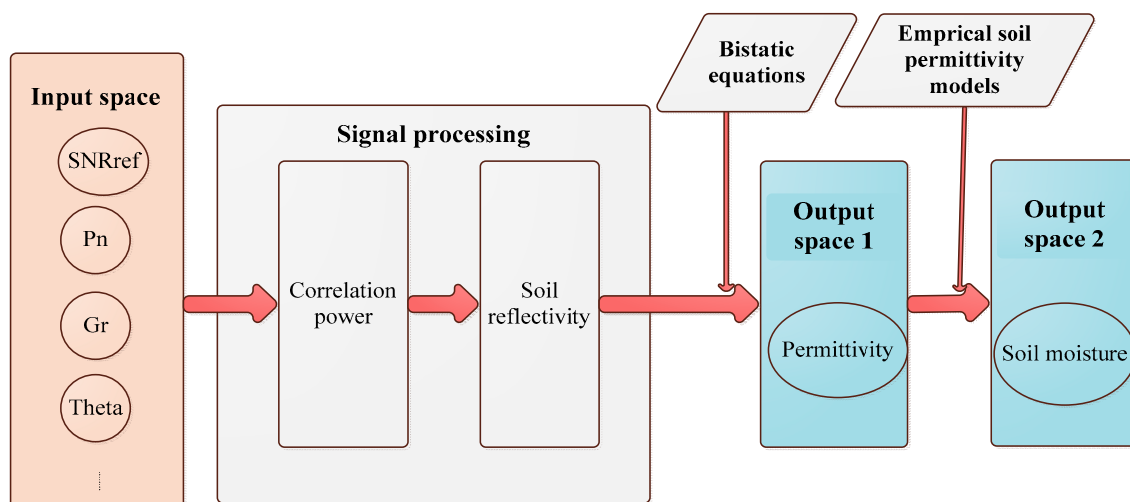 Input space
SNRref
Pn
Gr
Theta
Signal processing
Correlation
power
Soil
reflectivity
Bistatic
equations
Emprical soil
permittivity
models
Output
space 1
Permittivity
Output
space 2
Soil moisture